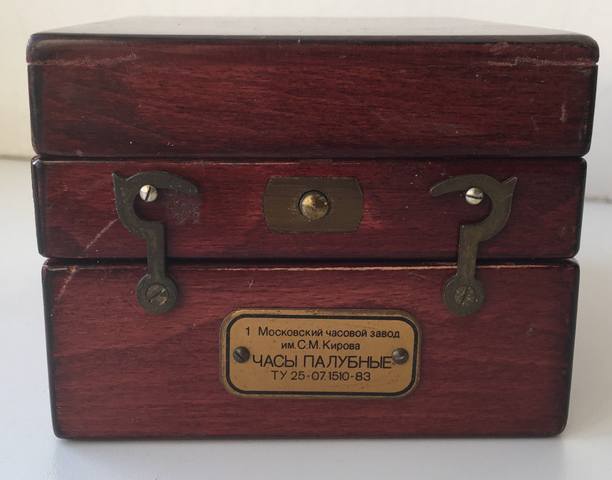 1 Московский часовой завод
им.С.М.Кирова
ЧАСЫ ПАЛУБНЫЕ
ТУ 25-07.1510-83